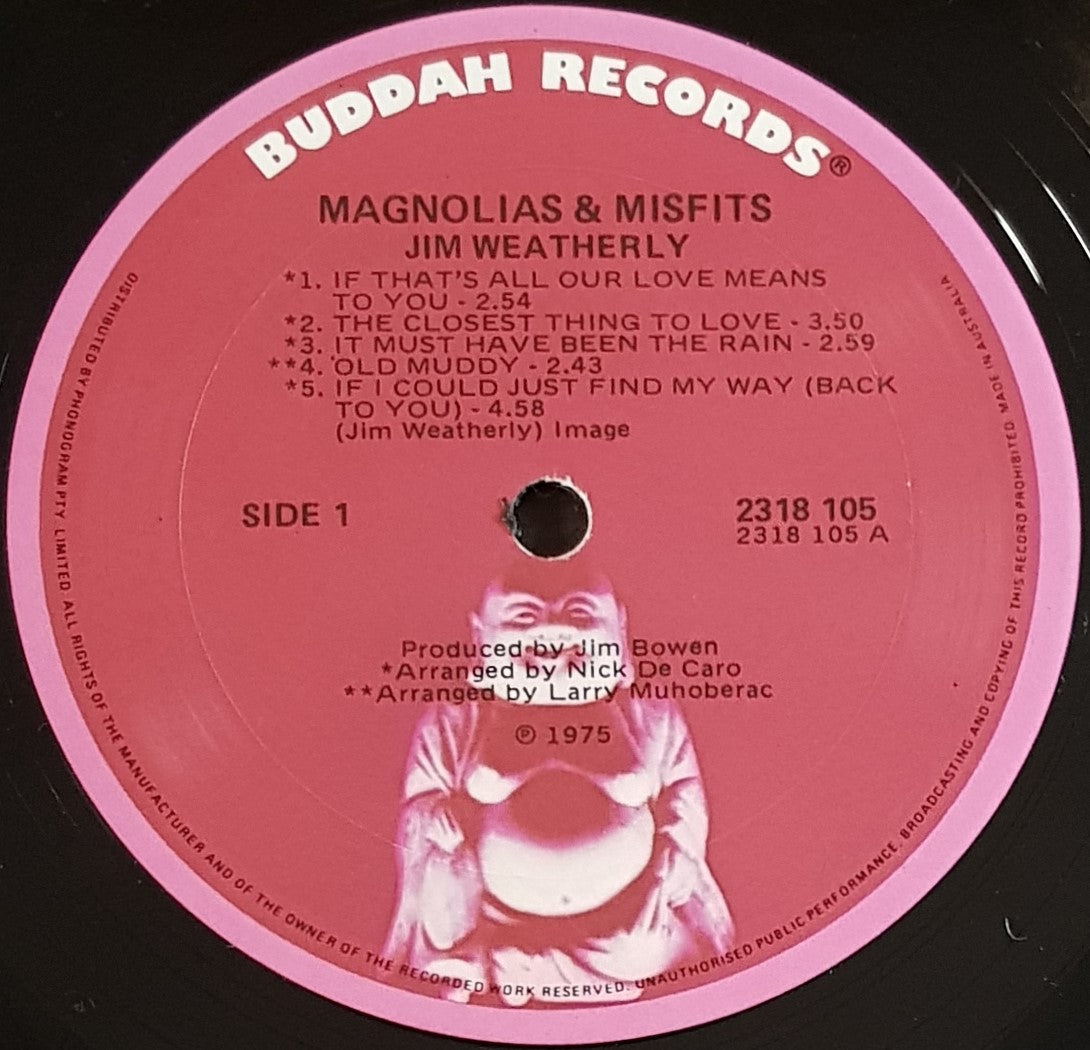 BUDDAH RECORDS®
MAGNOLIAS & MISFITS
JIM WEATHERLY
*1. IF THAT'S ALL OUR LOVE MEANS
TO YOU - 2.54
*2. THE CLOSEST THING TO LOVE - 3.50
*3. IT MUST HAVE BEEN THE RAIN - 2.59
**4. OLD MUDDY - 2.43
*5. IF I COULD JUST FIND MY WAY (BACK
TO YOU) - 4.58
(Jim Weatherly) Image
SIDE 1
2318 105
2318 105 A
Produced by Jim Bowen
*Arranged by Nick De Caro
**Arranged by Larry Muhoberac
℗ 1975
DISTRIBUTED BY PHONOGRAM PTY. LIMITED. ALL RIGHTS OF THE MANUFACTURER AND OF THE OWNER OF THE RECORDED WORK RESERVED. UNAUTHORISED PUBLIC PERFORMANCE, BROADCASTING AND COPYING OF THIS RECORD PROHIBITED. MADE IN AUSTRALIA